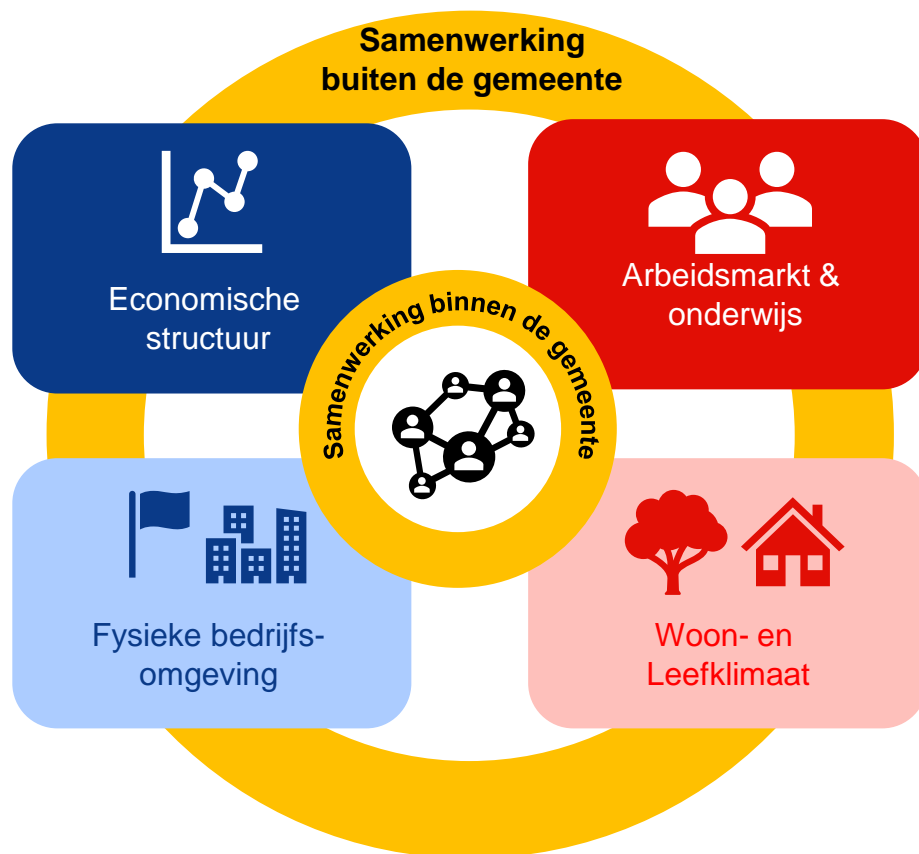 Samenwerking
buiten de gemeente
Economische
structuur
Arbeidsmarkt &
onderwijs
Samenwerking binnen de gemeente
Fysieke bedrijfs-
omgeving
Woon- en
Leefklimaat